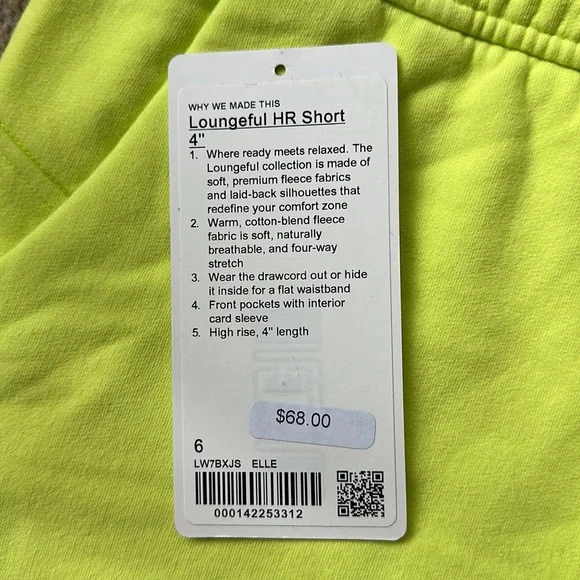 WHY WE MADE THIS
Loungeful HR Short
4"
1. Where ready meets relaxed. The
Loungeful collection is made of
soft, premium fleece fabrics
and laid-back silhouettes that
redefine your comfort zone
2. Warm, cotton-blend fleece
fabric is soft, naturally
breathable, and four-way
stretch
3. Wear the drawcord out or hide
it inside for a flat waistband
4. Front pockets with interior
card sleeve
5. High rise, 4" length
$68.00
6
LW7BXJS ELLE
000142253312